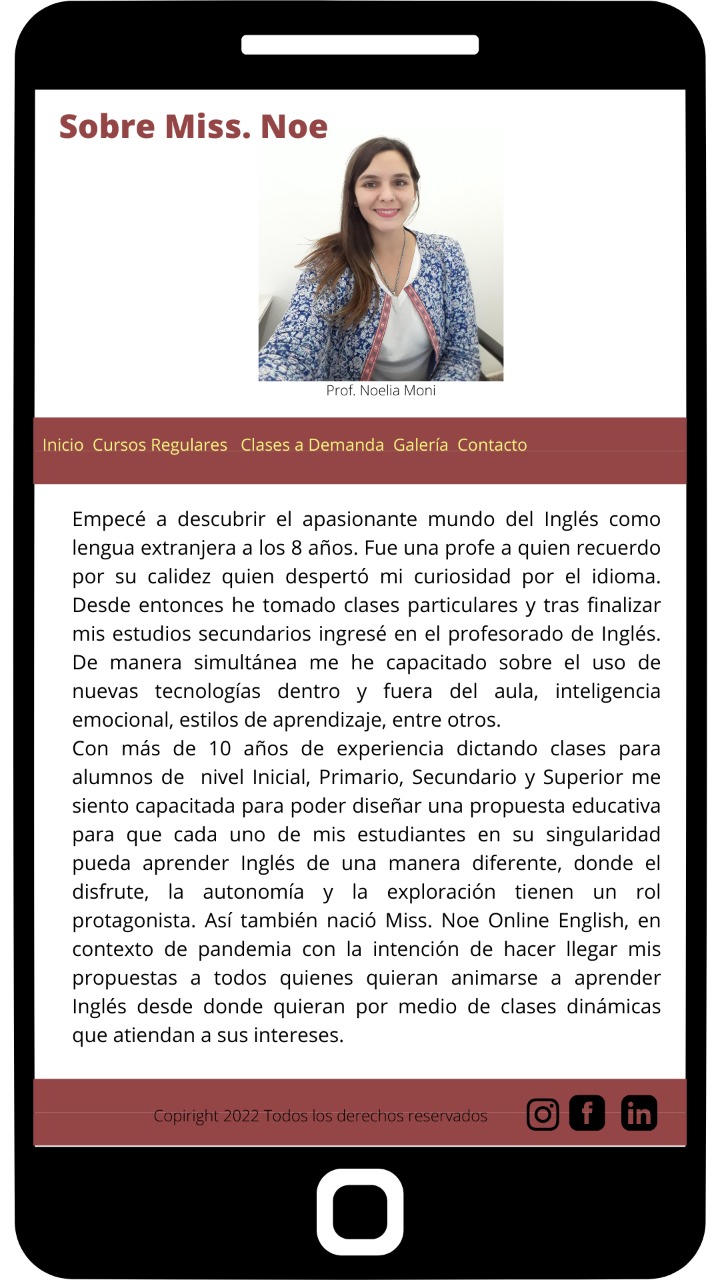 Sobre Miss. Noe
Prof. Noelia Moni
Inicio Cursos Regulares Clases a Demanda Galería Contacto
Empecé a descubrir el apasionante mundo del Inglés como
lengua extranjera a los 8 años. Fue una profe a quien recuerdo
por su calidez quien despertó mi curiosidad por el idioma.
Desde entonces he tomado clases particulares y tras finalizar
mis estudios secundarios ingresé en el profesorado de Inglés.
De manera simultánea me he capacitado sobre el uso de
nuevas tecnologías dentro y fuera del aula, inteligencia
emocional, estilos de aprendizaje, entre otros.
Con más de 10 años de experiencia dictando clases para
alumnos de nivel Inicial, Primario, Secundario y Superior me
siento capacitada para poder diseñar una propuesta educativa
para que cada uno de mis estudiantes en su singularidad
pueda aprender Inglés de una manera diferente, donde el
disfrute, la autonomía y la exploración tienen un rol
protagonista. Así también nació Miss. Noe Online English, en
contexto de pandemia con la intención de hacer llegar mis
propuestas a todos quienes quieran animarse a aprender
Inglés desde donde quieran por medio de clases dinámicas
que atiendan a sus intereses.
Copiright 2022 Todos los derechos reservados